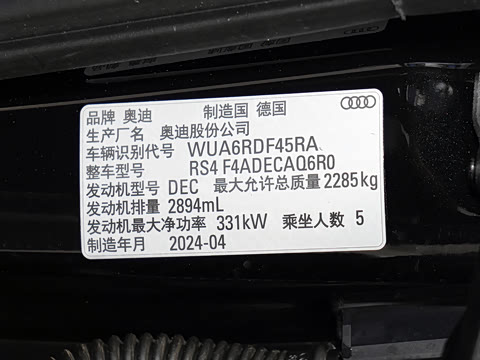 品牌 奥迪 制造国 德国
生产厂名 奥迪股份公司
车辆识别代号 WUA6RDF45RA
整车型号 RS4 F4ADECAQ6R0
发动机型号 DEC 最大允许总质量 2285kg
发动机排量 2894mL
发动机最大净功率 331kW 乘坐人数 5
制造年月 2024-04